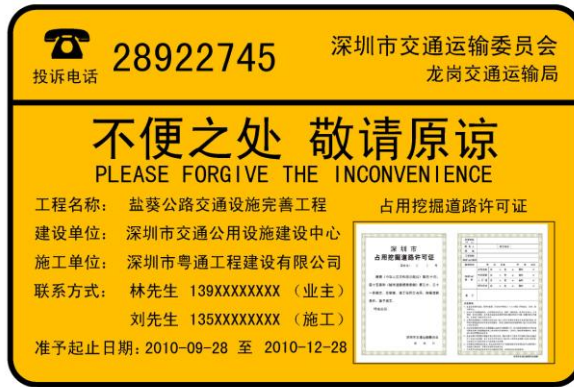 28922745
投诉电话
深圳市交通运输委员会
龙岗交通运输局
不便之处 敬请原谅
PLEASE FORGIVE THE INCONVENIENCE
工程名称： 盐葵公路交通设施完善工程
建设单位： 深圳市交通公用设施建设中心
施工单位： 深圳市粤通工程建设有限公司
联系方式： 林先生 139XXXXXXXX （业主）
刘先生 135XXXXXXXX （施工）
准予起止日期：2010-09-28 至 2010-12-28
占用挖掘道路许可证
深 圳 市
占用挖掘道路许可证